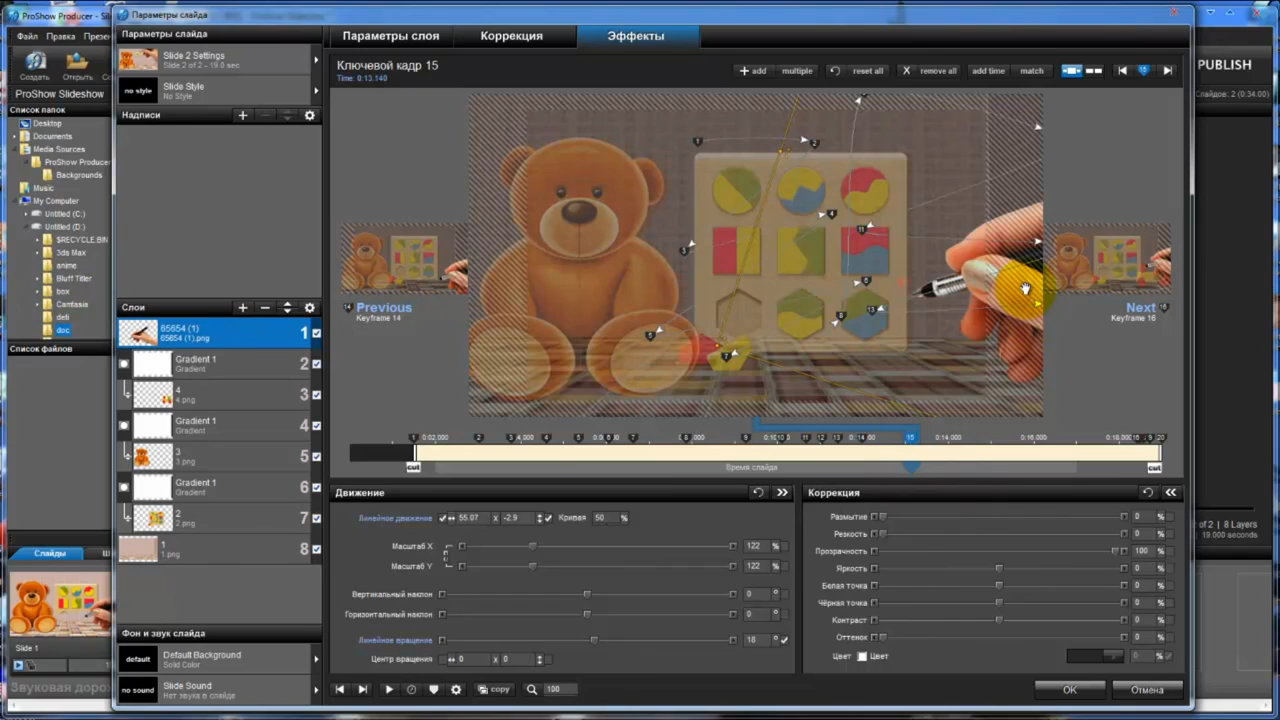 ProShow Producer - Sli
Параметры слайда
Файл Правка Презен
Параметры слайда
Параметры слоя Коррекция Эффекты
Создать Открыть
Slide 2 Settings
Slide 2 of 2 - 19.0 sec
no style
Slide Style
No Style
Надписи
Ключевой кадр 15
Time: 0:13.140
add multiple reset all remove all add time match
15
PUBLISH
ProShow Slideshow
Слайдов: 2 (0:34.00)
Список папок
Desktop
Documents
Media Sources
ProShow Producer
Backgrounds
Music
My Computer
Untitled (C:)
Untitled (D:)
$RECYCLE.BIN
3ds Max
anime
Bluff Titler
box
Camtasia
deti
doc
Список файлов
Слои
65654 (1)
65654 (1).png
1
Gradient 1
Gradient
2
4
4.png
3
Gradient 1
Gradient
4
3
3.png
5
Gradient 1
Gradient
6
2
2.png
7
1
1.png
8
14 Previous
Keyframe 14
Next 16
Keyframe 16
Время слайда
cut
cut
Движение
Линейное движение 55.07 x -2.9 Кривая 50 %
Масштаб X 122 %
Масштаб Y 122 %
Вертикальный наклон 0 °
Горизонтальный наклон 0 °
Линейное вращение 18 °
Центр вращения 0 x 0
Коррекция
Размытие 0 %
Резкость 0 %
Прозрачность 100 %
Яркость 0 %
Белая точка 0 %
Чёрная точка 0 %
Контраст 0 %
Оттенок 0 %
Цвет Цвет 0 %
of 2 | 8 Layers
19.000 seconds
Слайды
Slide 1
Фон и звук слайда
default
Default Background
Solid Color
no sound
Slide Sound
Нет звука в слайде
Звуковая дорож
copy 100
OK Отмена